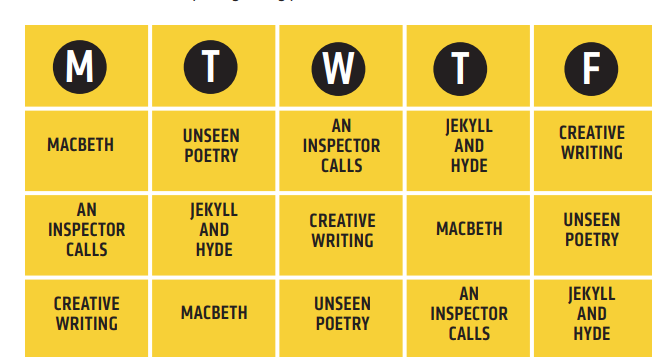 M T W T F
MACBETH
UNSEEN
POETRY
AN
INSPECTOR
CALLS
JEKYLL
AND
HYDE
CREATIVE
WRITING
AN
INSPECTOR
CALLS
JEKYLL
AND
HYDE
CREATIVE
WRITING
MACBETH
UNSEEN
POETRY
CREATIVE
WRITING
MACBETH
UNSEEN
POETRY
AN
INSPECTOR
CALLS
JEKYLL
AND
HYDE